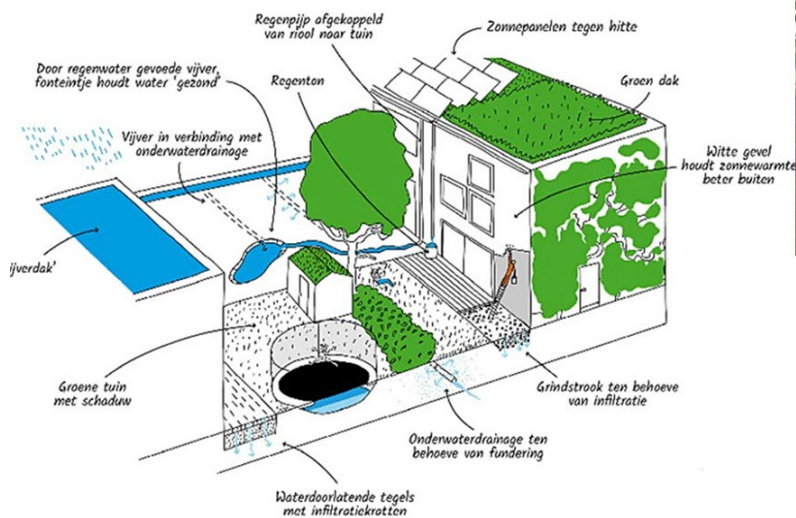 Regenpijp afgekoppeld
van riool naar tuin
Zonnepanelen tegen hitte
Door regenwater gevoede vijver,
fonteintje houdt water 'gezond'
Regenton
Groen dak
Vijver in verbinding met
onderwaterdrainage
Witte gevel
houdt zonnewarmte
beter buiten
ijverdak'
Groene tuin
met schaduw
Grindstrook ten behoeve
van infiltratie
Onderwaterdrainage ten
behoeve van fundering
Waterdoorlatende tegels
met infiltratiekratten